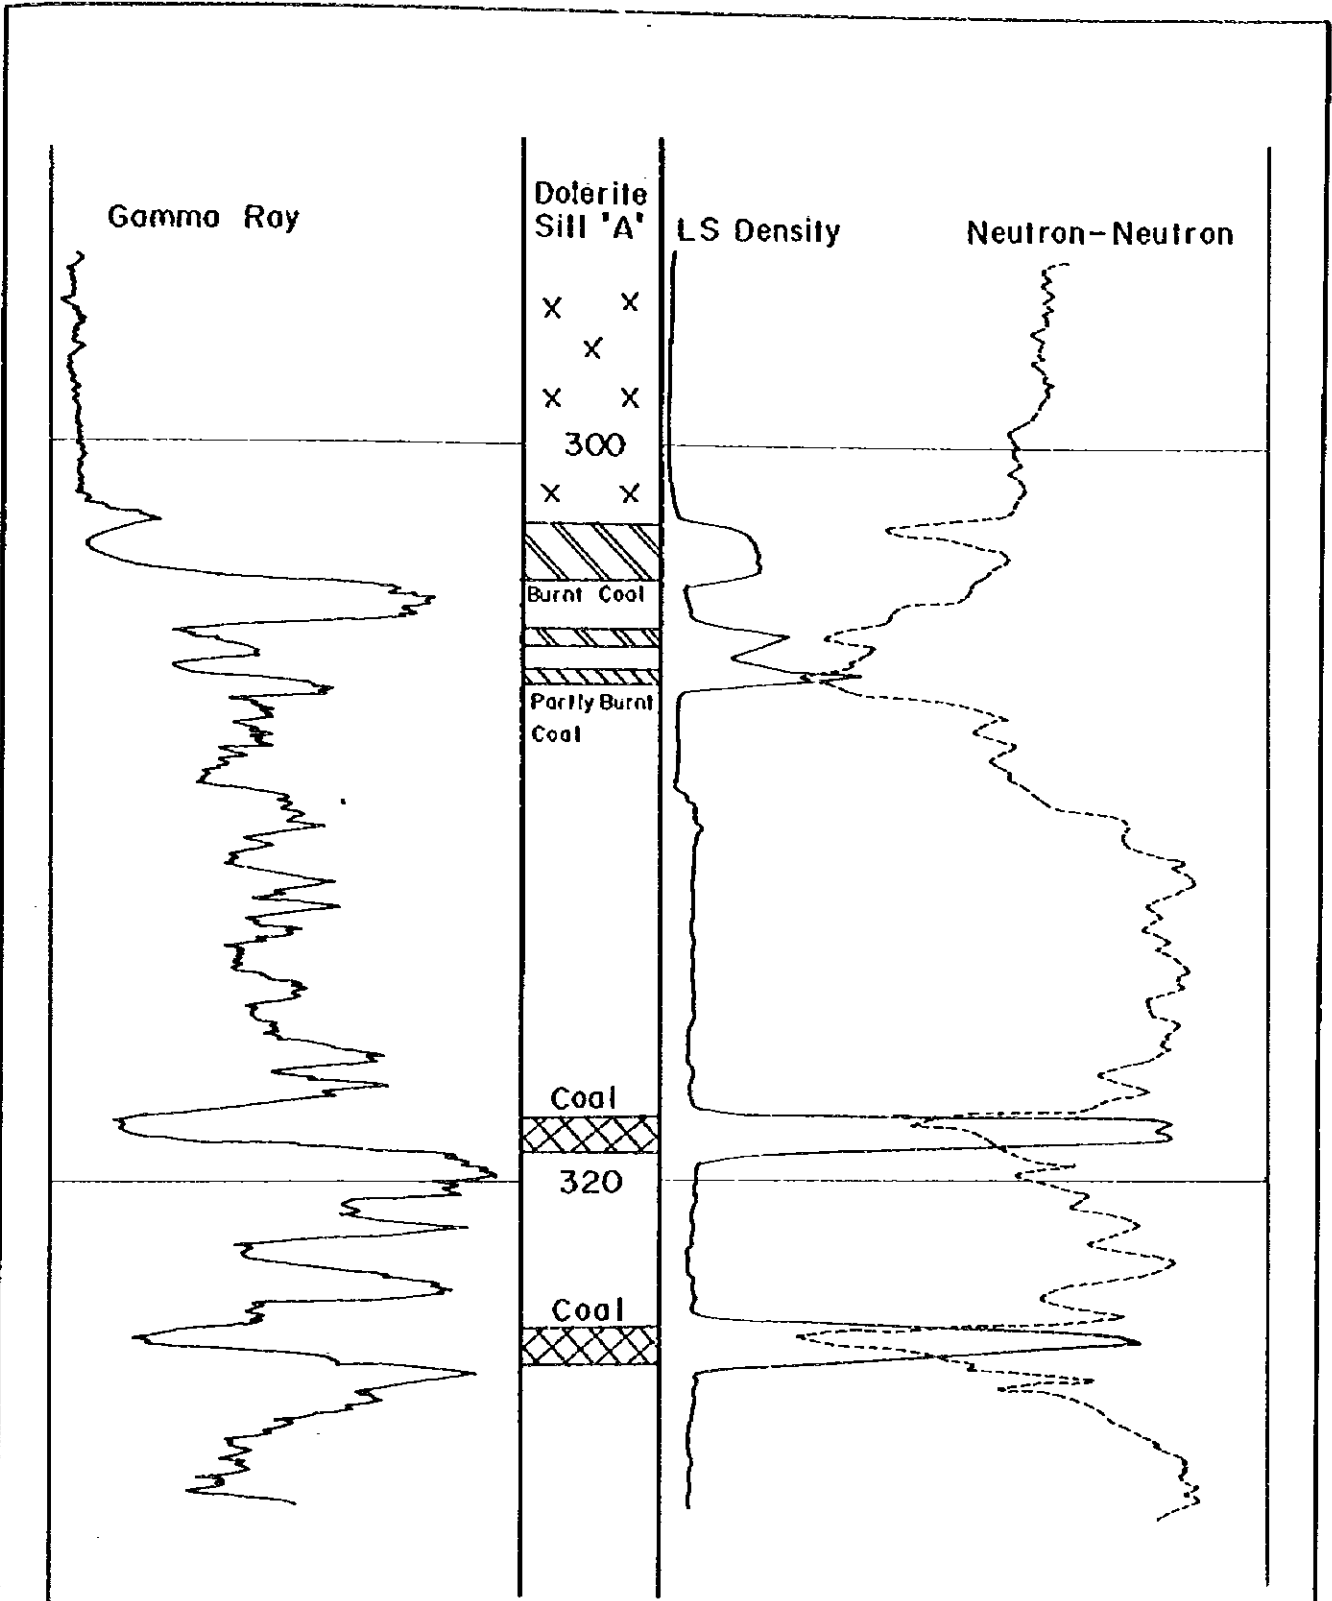 Gamma Ray
Dolerite
Sill 'A'
LS Density
Neutron-Neutron
300
Burnt Coal
Partly Burnt
Coal
Coal
320
Coal